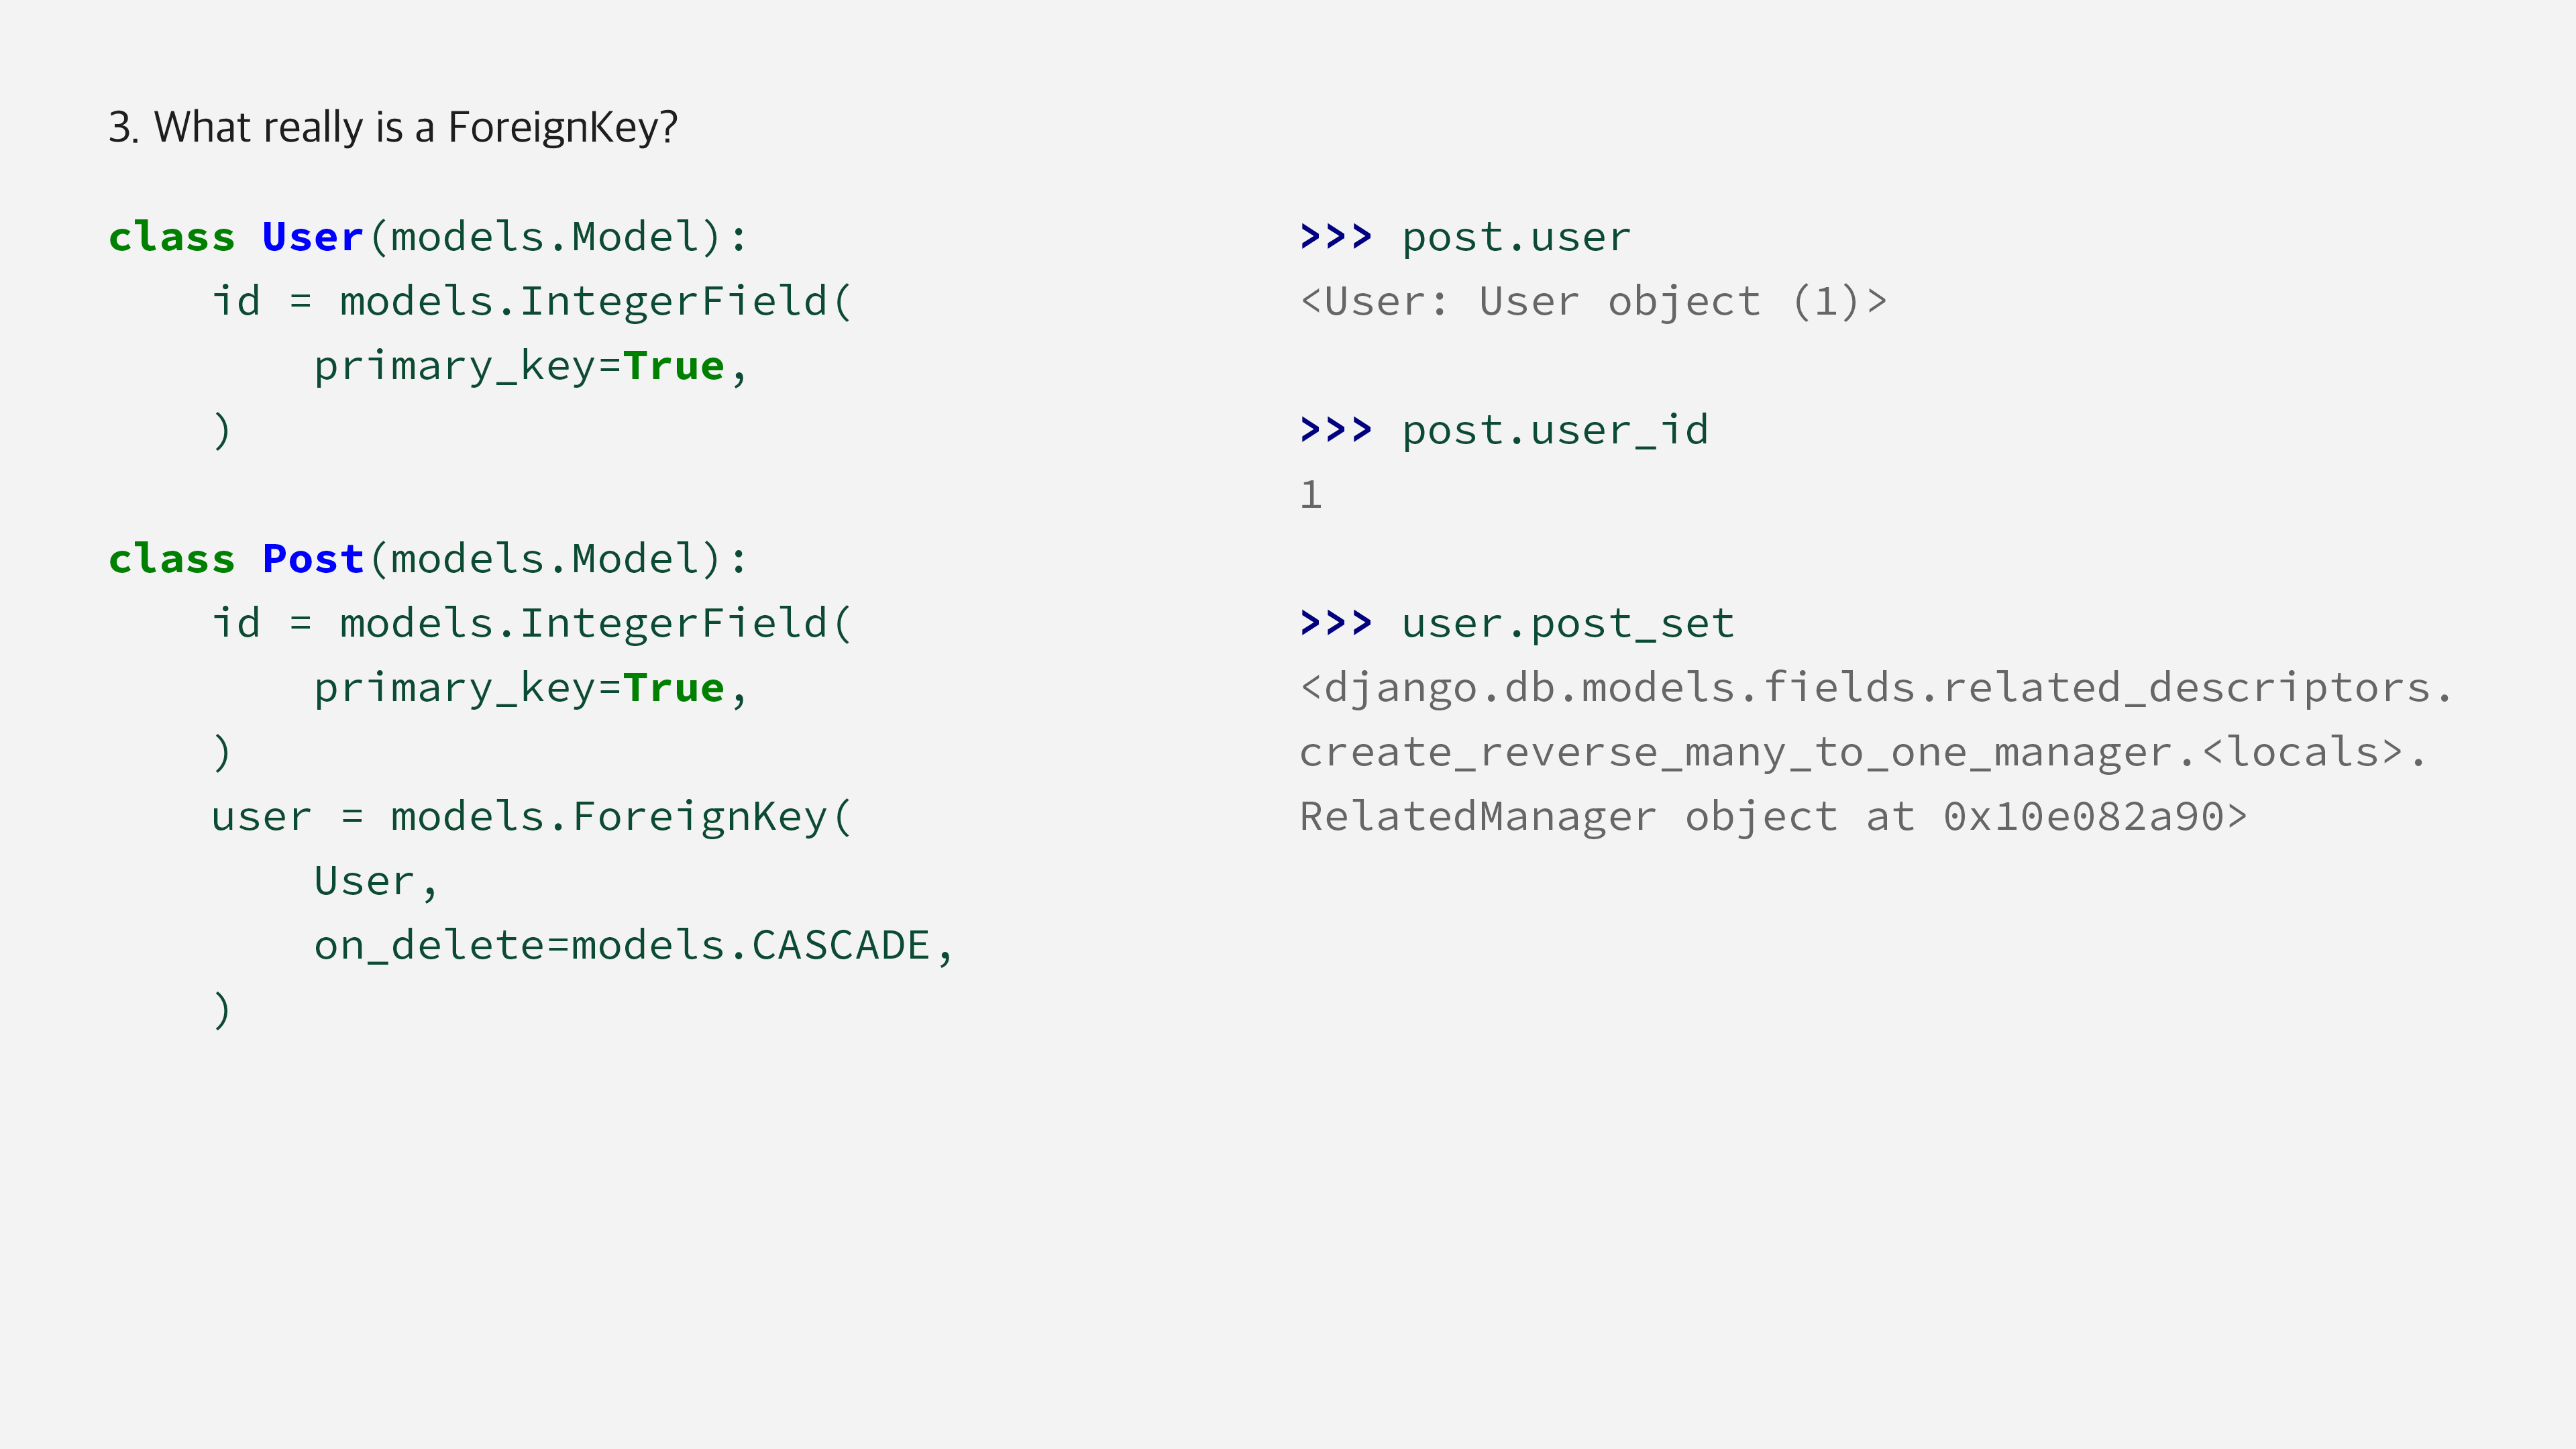 3. What really is a ForeignKey?
class User(models.Model):
    id = models.IntegerField(
        primary_key=True,
    )
class Post(models.Model):
    id = models.IntegerField(
        primary_key=True,
    )
    user = models.ForeignKey(
        User,
        on_delete=models.CASCADE,
    )
>>> post.user
<User: User object (1)>
>>> post.user_id
1
>>> user.post_set
<django.db.models.fields.related_descriptors.
create_reverse_many_to_one_manager.<locals>.
RelatedManager object at 0x10e082a90>